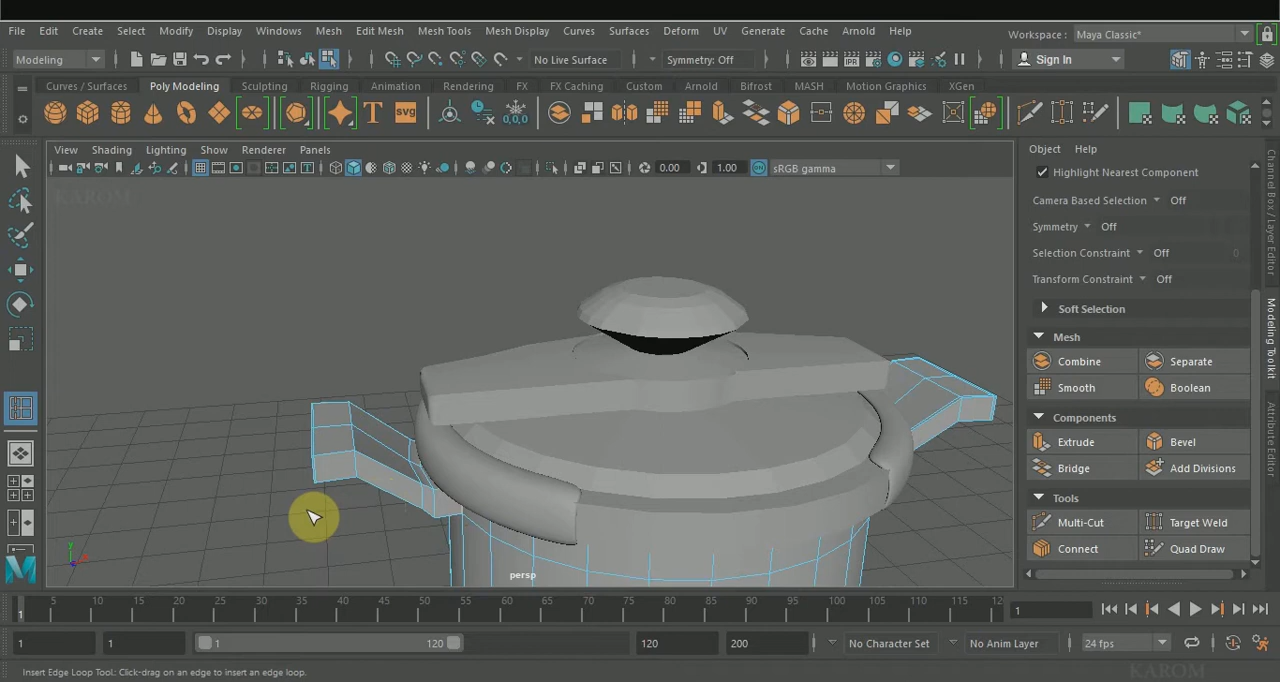 File Edit Create Select Modify Display Windows Mesh Edit Mesh Mesh Tools Mesh Display Curves Surfaces Deform UV Generate Cache Arnold Help Workspace : Maya Classic*
Modeling No Live Surface Symmetry: Off Sign In
Curves / Surfaces Poly Modeling Sculpting Rigging Animation Rendering FX FX Caching Custom Arnold Bifrost MASH Motion Graphics XGen
T SVG 0,0,0
View Shading Lighting Show Renderer Panels
0.00 1.00 ON sRGB gamma
KAROM
Object Help
Highlight Nearest Component
Camera Based Selection Off
Symmetry Off
Selection Constraint Off 0
Transform Constraint Off
Soft Selection
Mesh
Combine Separate
Smooth Boolean
Components
Extrude Bevel
Bridge Add Divisions
Tools
Multi-Cut Target Weld
Connect Quad Draw
Channel Box / Layer Editor
Modeling Toolkit
Attribute Editor
persp
y
5 10 15 20 25 30 35 40 45 50 55 60 65 70 75 80 85 90 95 100 105 110 115 12 1
1 1 1 120 120 200 No Character Set No Anim Layer 24 fps
Insert Edge Loop Tool: Click-drag on an edge to insert an edge loop.
KAROM